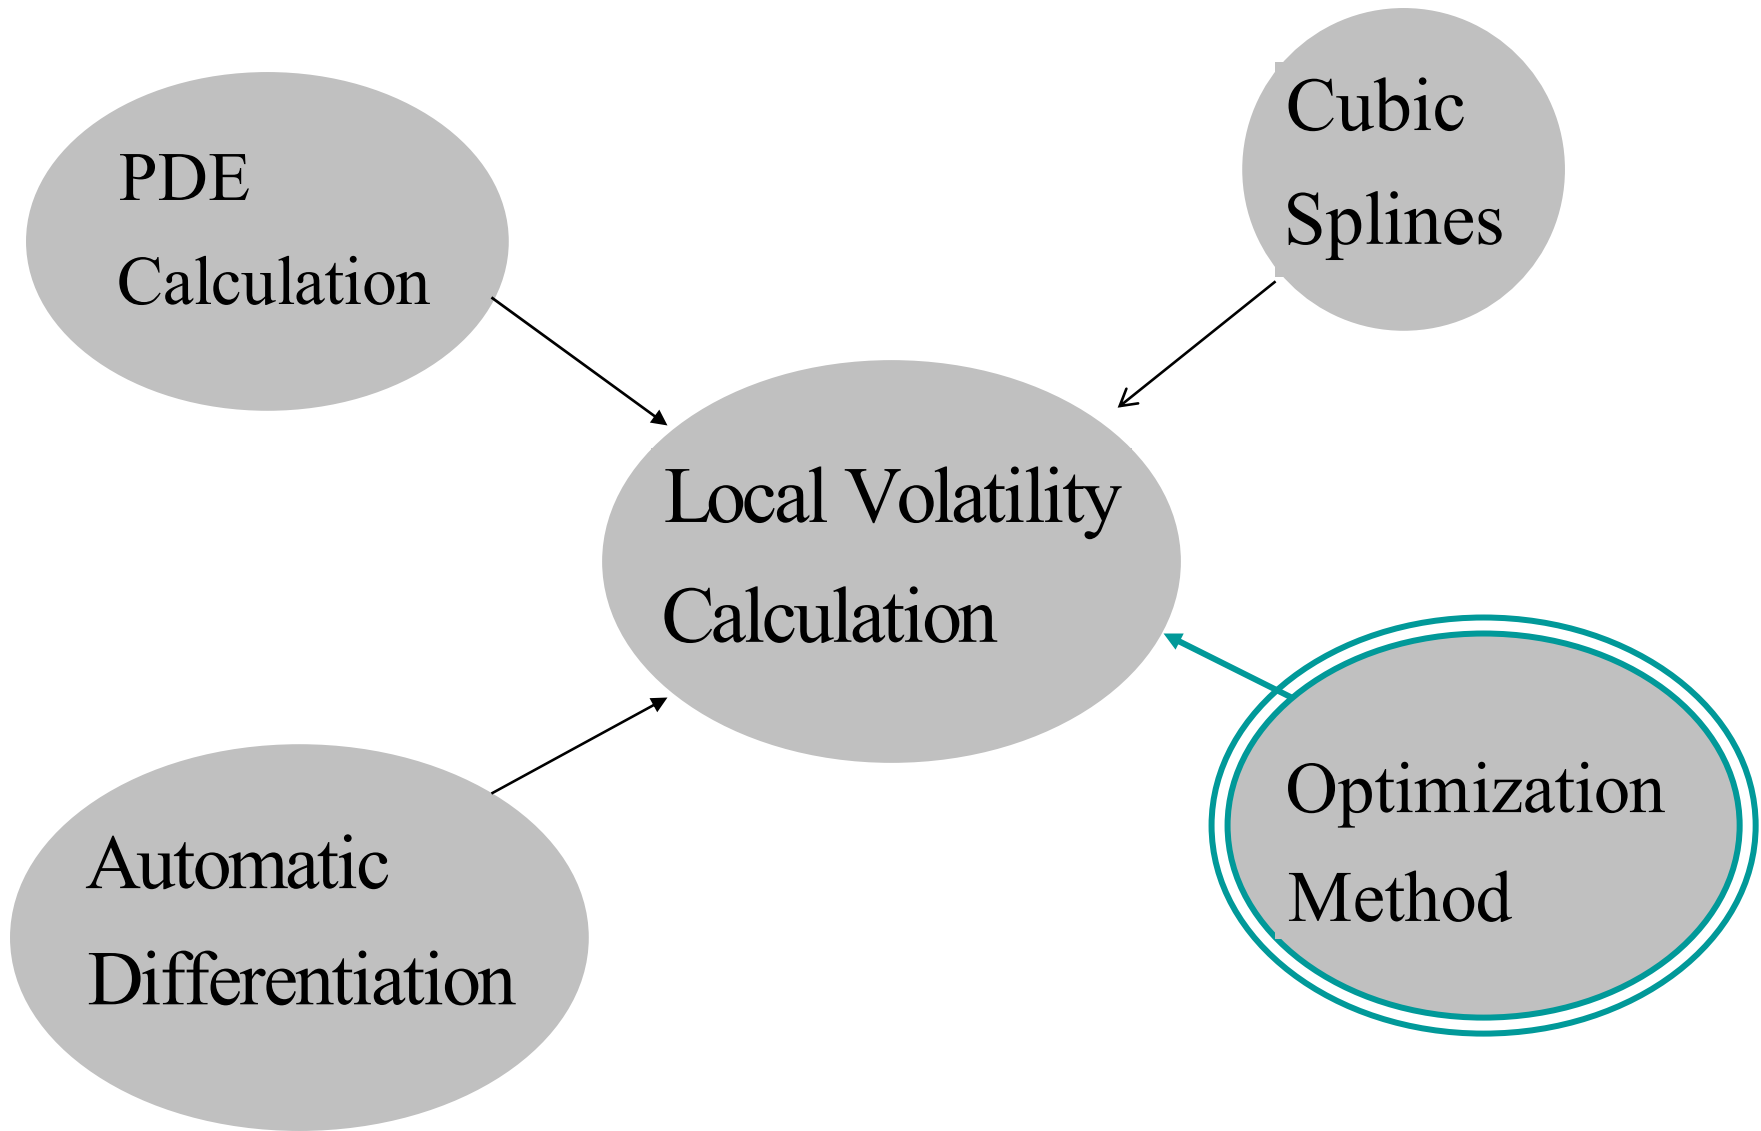 PDE
Calculation
Cubic
Splines
Local Volatility
Calculation
Optimization
Method
Automatic
Differentiation